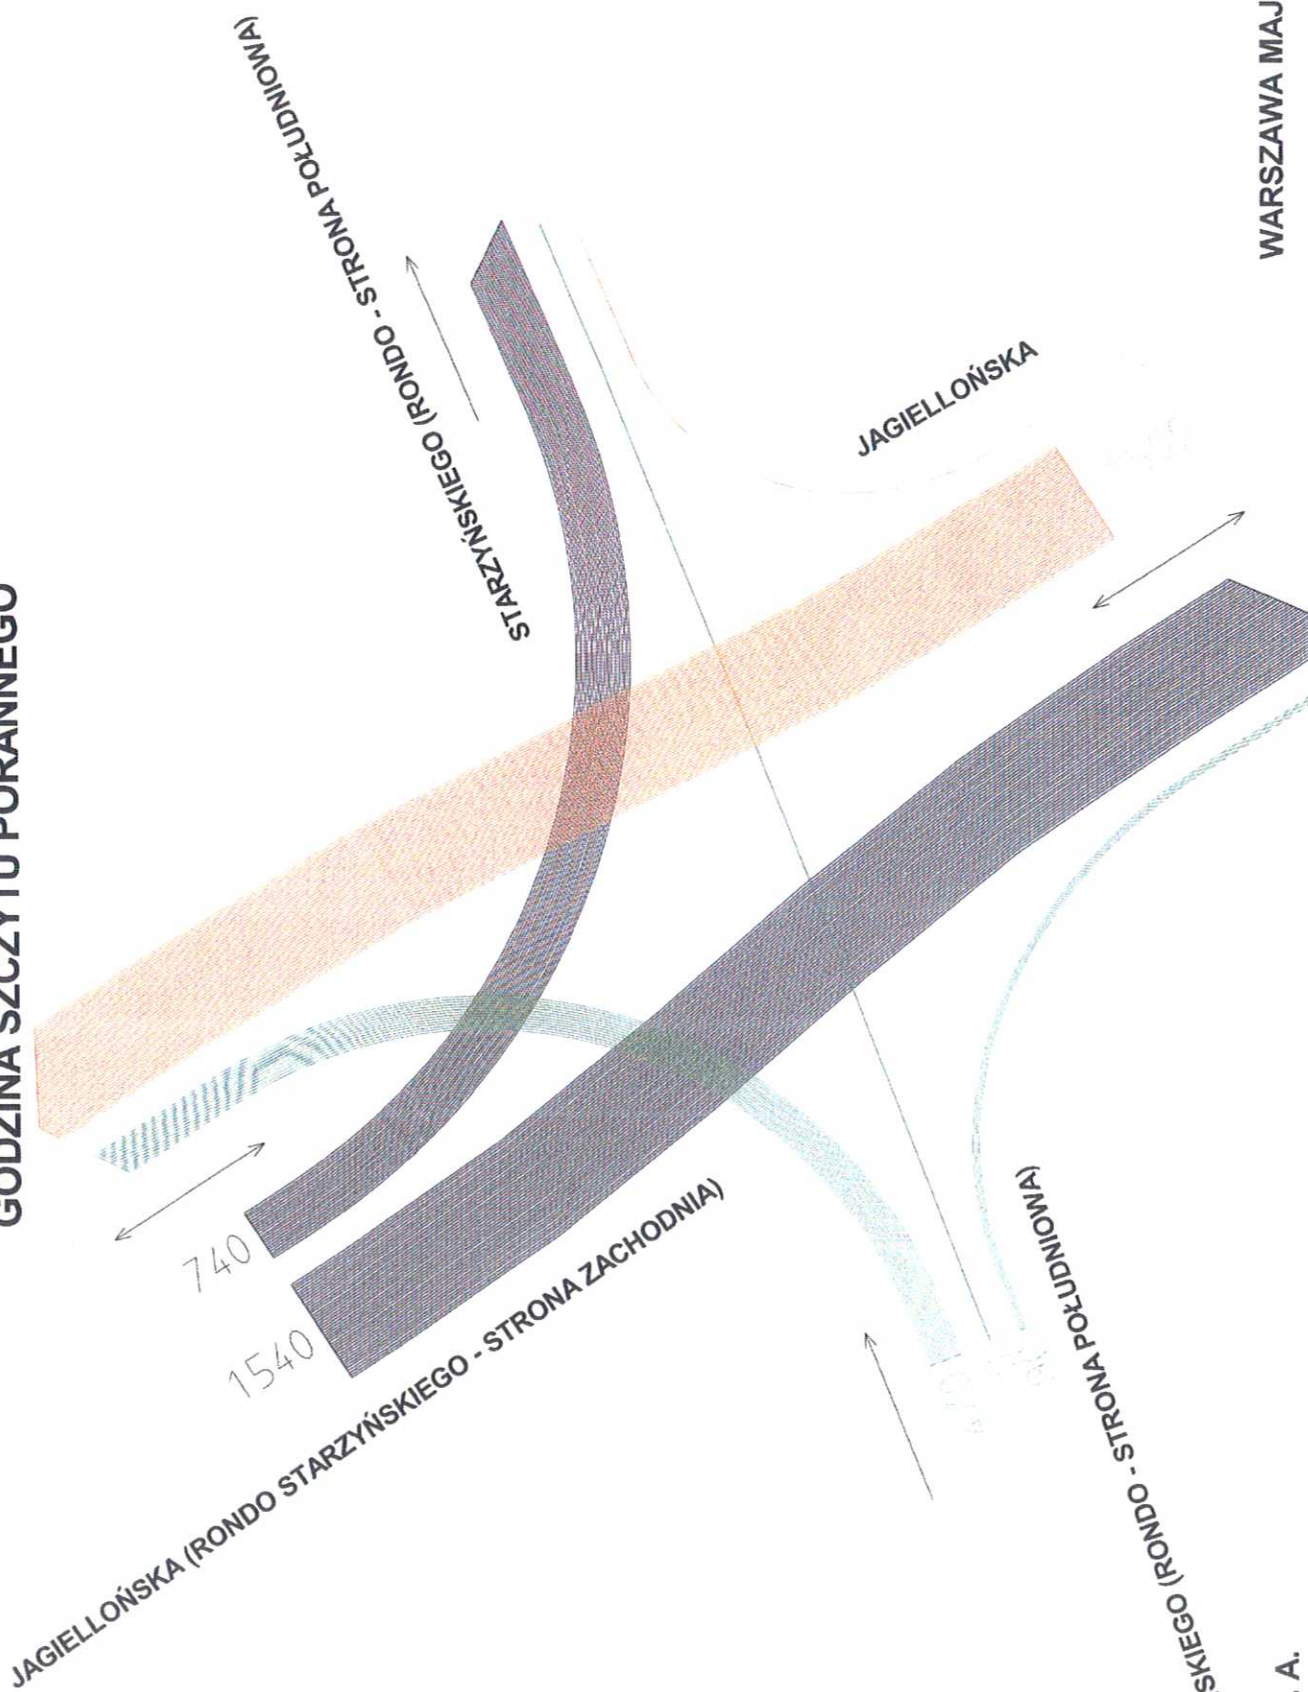 GODZINA SZCZYTU PORANNEGO
STARZYŃSKIEGO (RONDO - STRONA POŁUDNIOWA)
JAGIELLOŃSKA
740
1540
JAGIELLOŃSKA (RONDO STARZYŃSKIEGO - STRONA ZACHODNIA)
SKIEGO (RONDO - STRONA POŁUDNIOWA)
WARSZAWA MAJ
A.